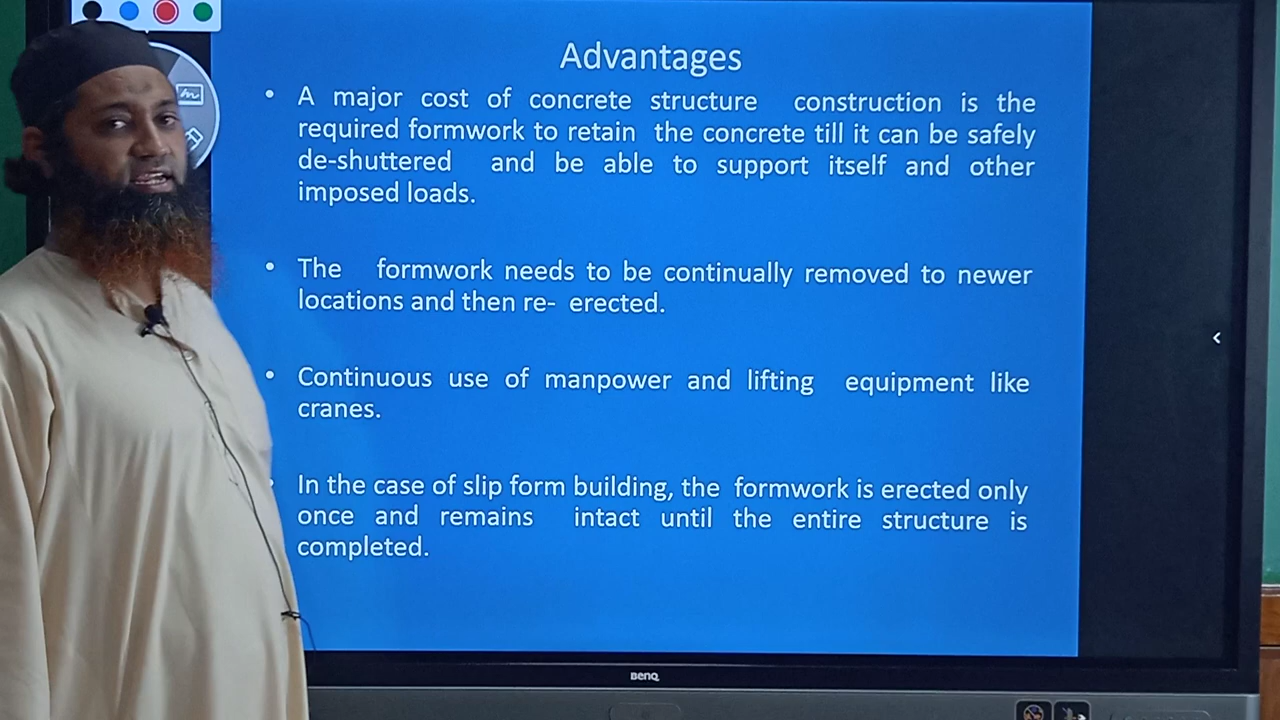 Advantages
• A major cost of concrete structure construction is the
required formwork to retain the concrete till it can be safely
de-shuttered and be able to support itself and other
imposed loads.
• The formwork needs to be continually removed to newer
locations and then re- erected.
• Continuous use of manpower and lifting equipment like
cranes.
• In the case of slip form building, the formwork is erected only
once and remains intact until the entire structure is
completed.
BenQ